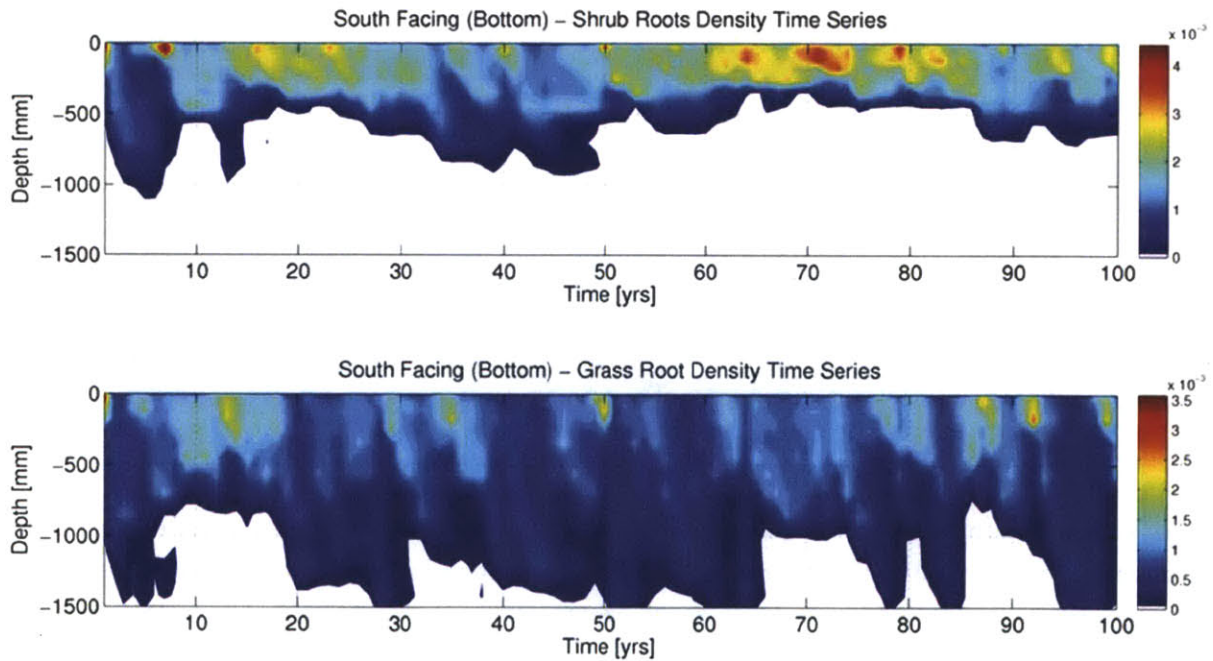 South Facing (Bottom) – Shrub Roots Density Time Series
x 10⁻³
0
−500
−1000
−1500
Depth [mm]
10 20 30 40 50 60 70 80 90 100
Time [yrs]
4
3
2
1
0
South Facing (Bottom) – Grass Root Density Time Series
x 10⁻³
0
−500
−1000
−1500
Depth [mm]
10 20 30 40 50 60 70 80 90 100
Time [yrs]
3.5
3
2.5
2
1.5
1
0.5
0